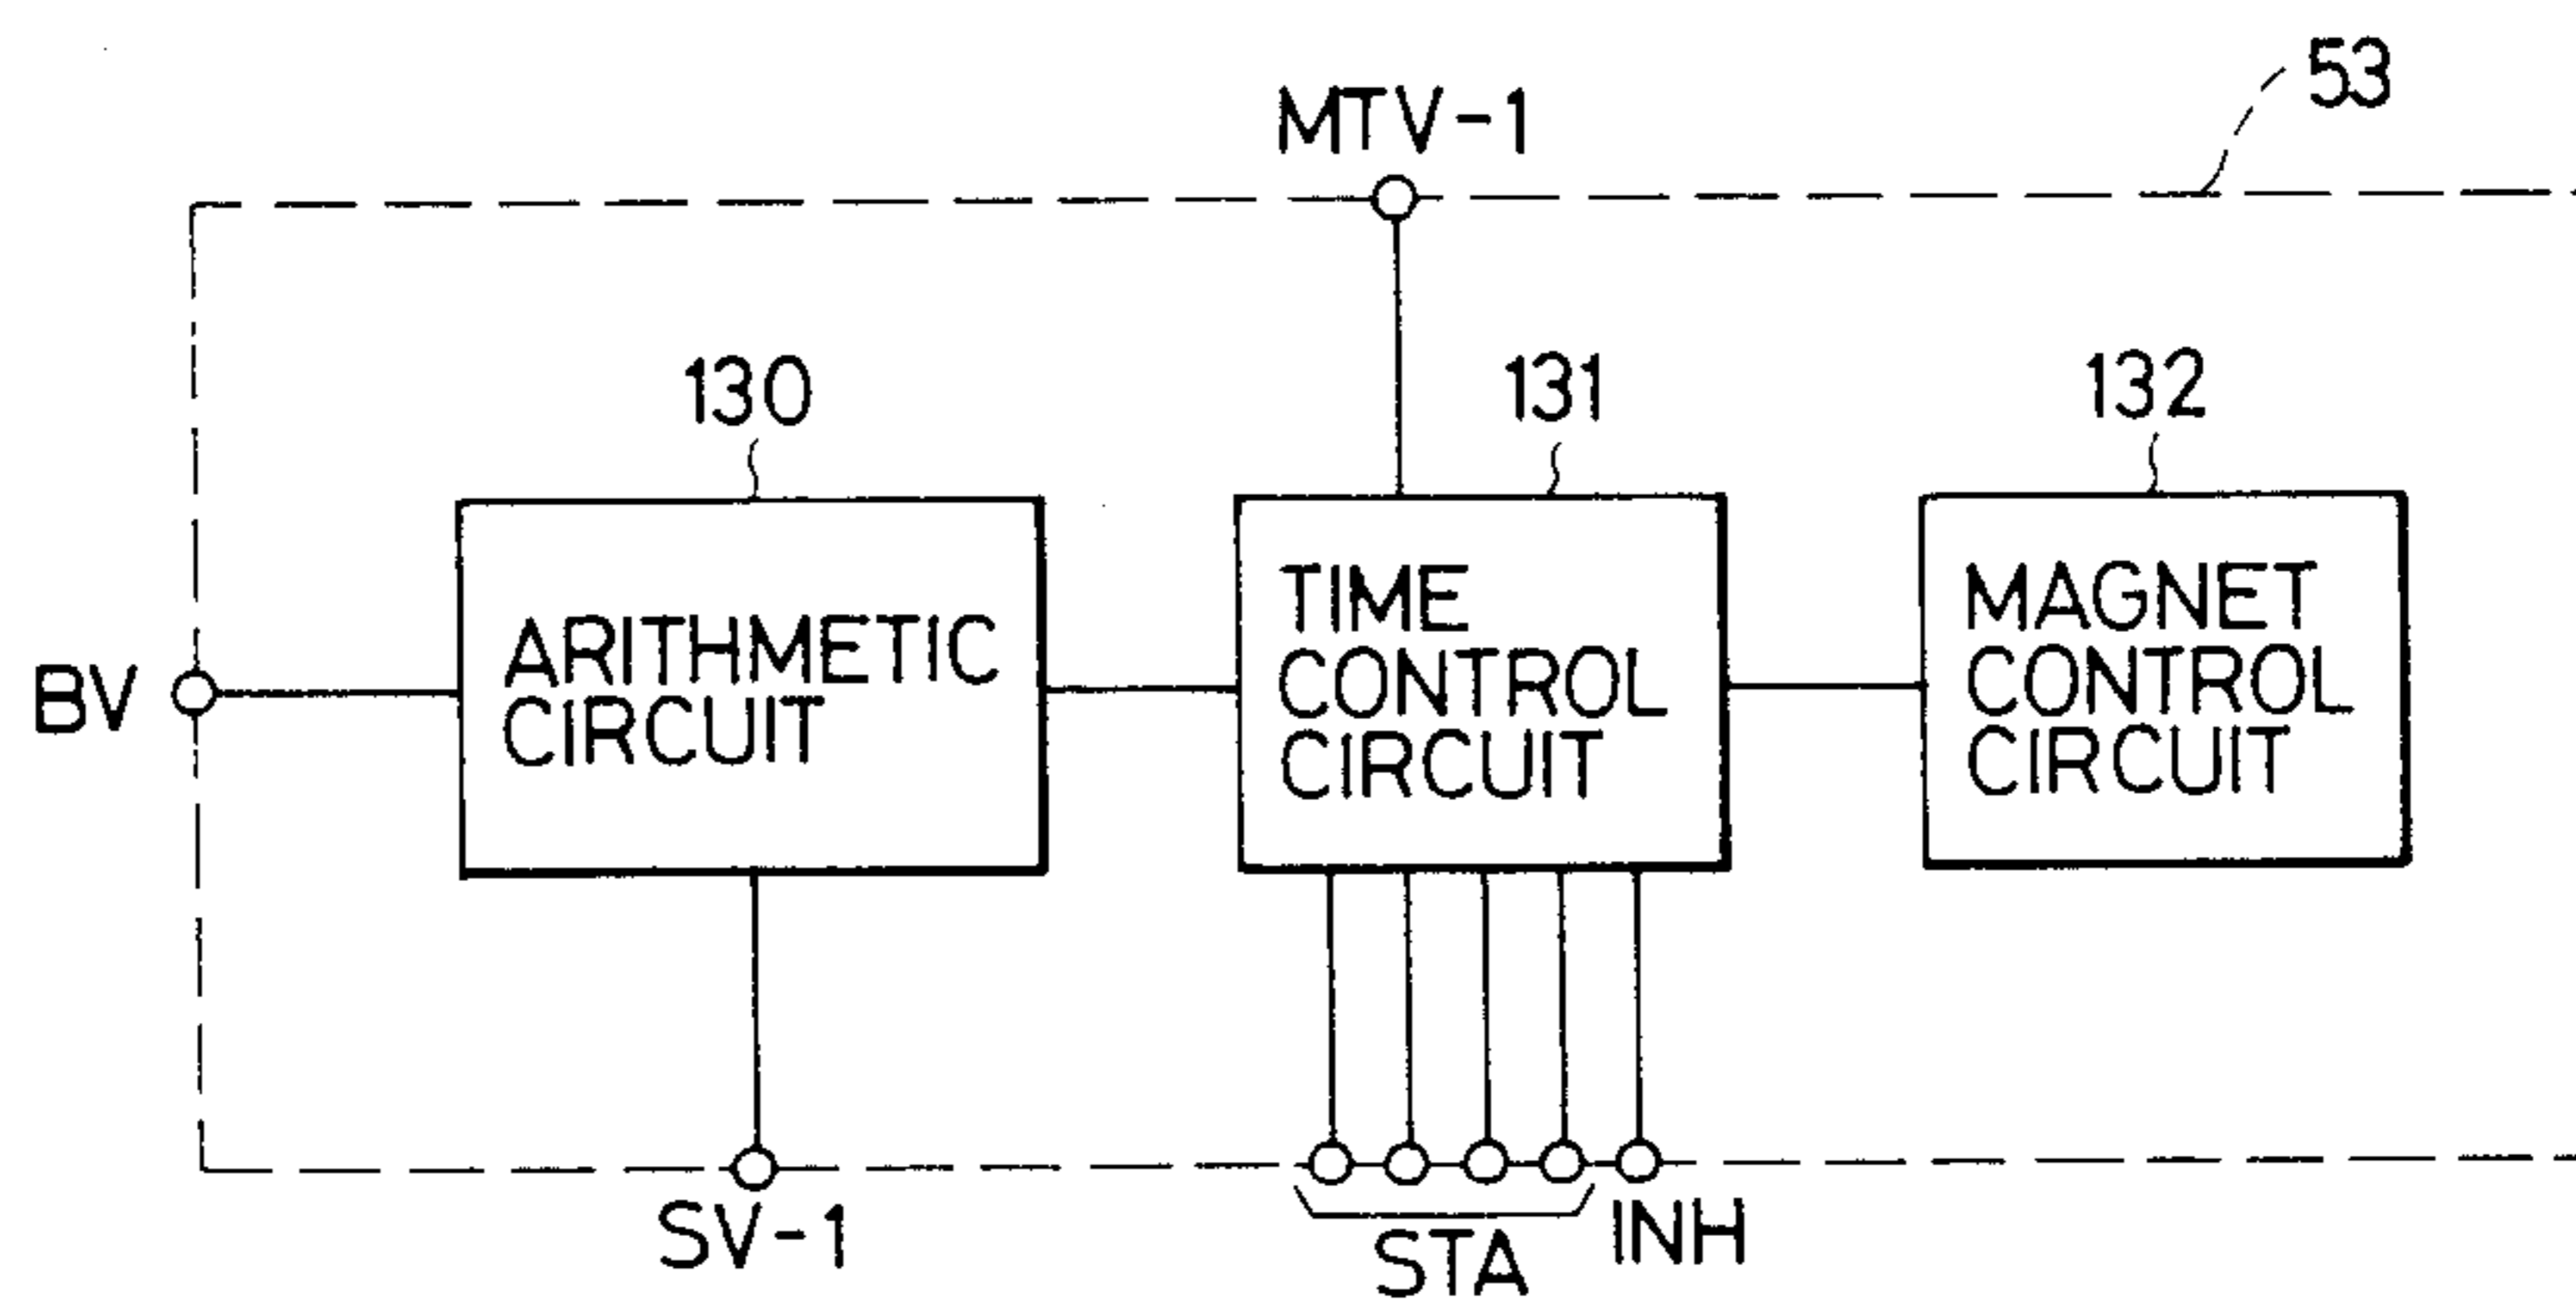 53
MTV-1
130
131
132
BV
ARITHMETIC
CIRCUIT
TIME
CONTROL
CIRCUIT
MAGNET
CONTROL
CIRCUIT
SV-1
STA
INH